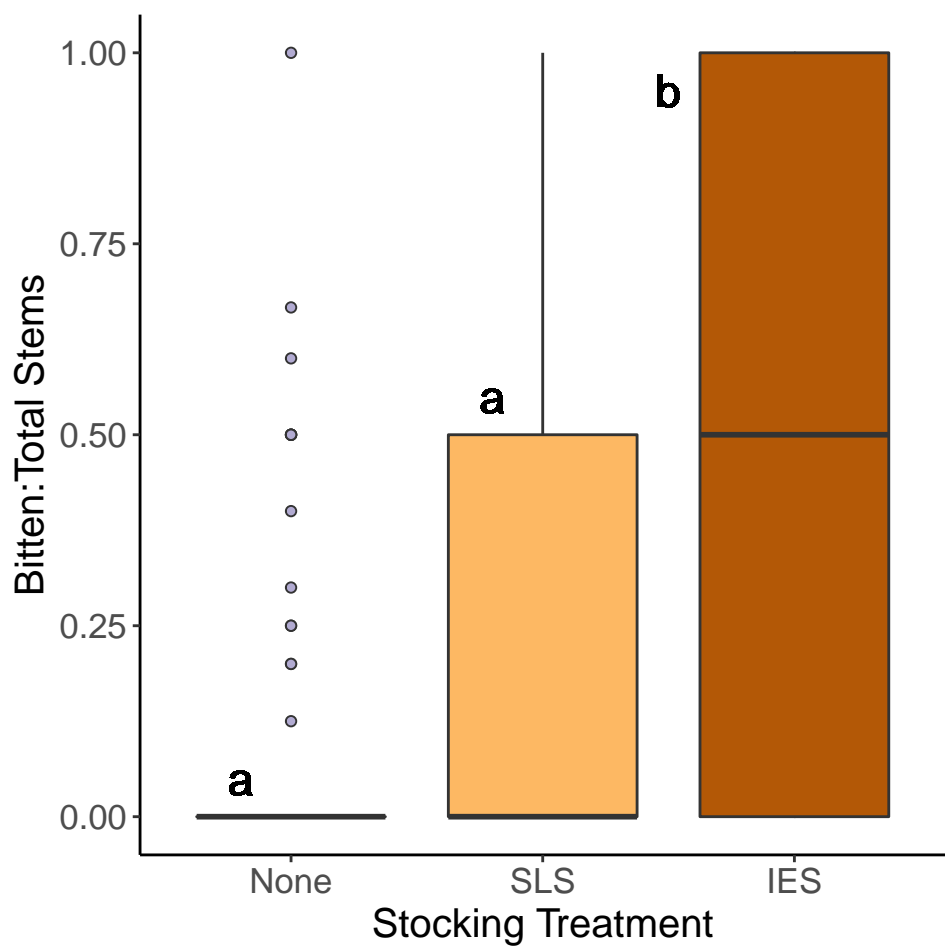 Bitten:Total Stems
1.00
0.75
0.50
0.25
0.00
b
a
a
None SLS IES
Stocking Treatment